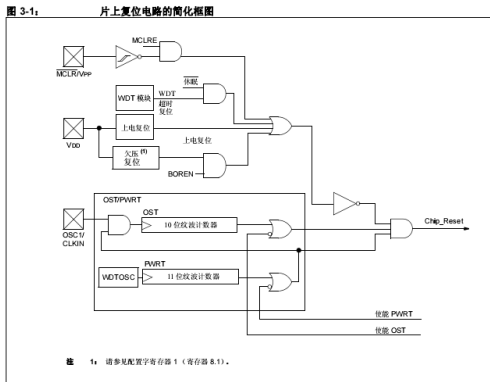 图 3-1： 片上复位电路的简化框图
MCLRE
MCLR/VPP
休眠
WDT 模块
WDT
超时
复位
VDD
上电复位
上电复位
欠压 (1)
复位
BOREN
OST/PWRT
OST
OSC1/
CLKIN
10 位纹波计数器
Chip_Reset
PWRT
WDTOSC
11 位纹波计数器
使能 PWRT
使能 OST
注 1： 请参见配置字寄存器 1（寄存器 8.1）。